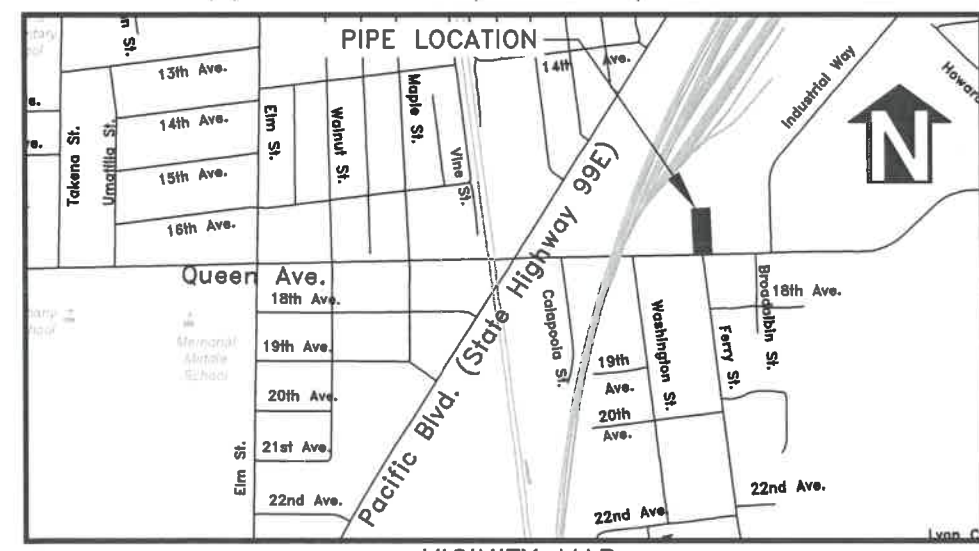 PIPE LOCATION
13th Ave.
14th Ave.
15th Ave.
16th Ave.
Takena St.
Umatilla St.
Elm St.
Walnut St.
Maple St.
Vine St.
14th Ave.
Industrial Way
N
Queen Ave.
Pacific Blvd. (State Highway 99E)
18th Ave.
19th Ave.
20th Ave.
21st Ave.
22nd Ave.
Elm St.
Memorial
Middle
School
Calapooia St.
Washington St.
Ferry St.
Broadalbin St.
18th Ave.
19th
Ave.
20th
Ave.
22nd Ave.
22nd Ave.
VICINITY MAP